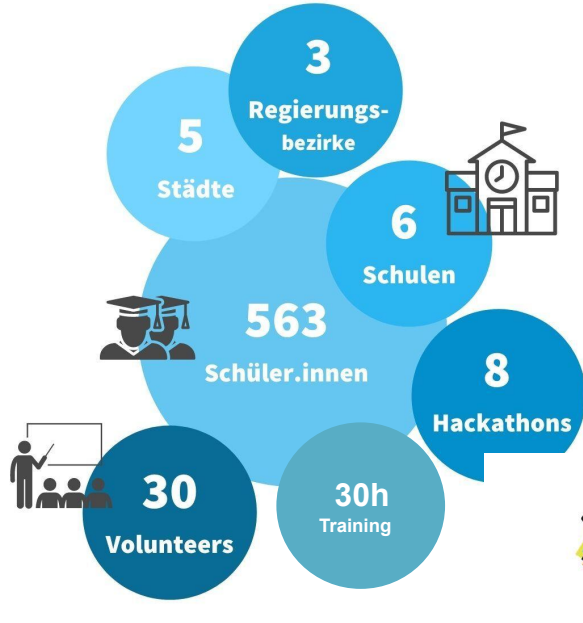 3
Regierungs-
bezirke
5
Städte
6
Schulen
563
Schüler.innen
8
Hackathons
30
Volunteers
30h
Training